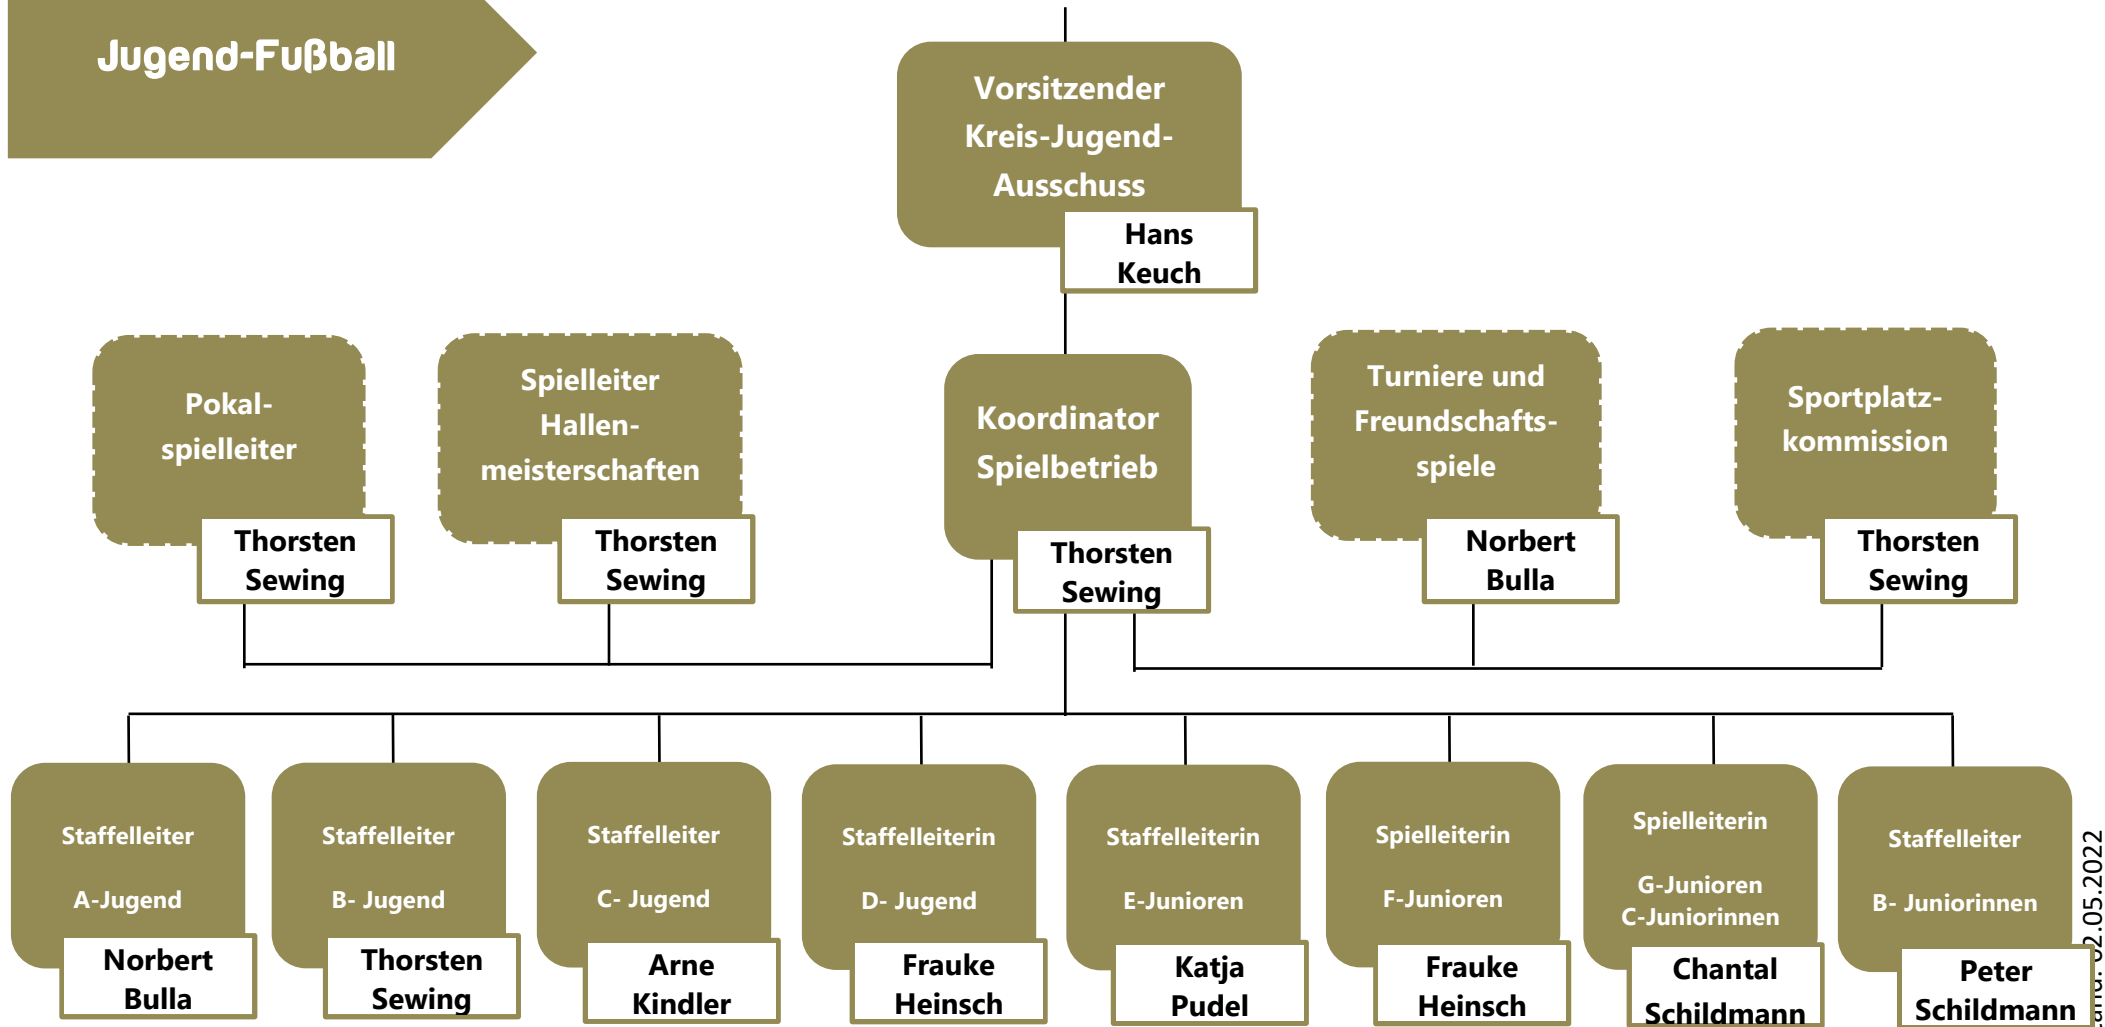 Jugend-Fußball
Vorsitzender
Kreis-Jugend-
Ausschuss
Hans
Keuch
Pokal-
spielleiter
Thorsten
Sewing
Spielleiter
Hallen-
meisterschaften
Thorsten
Sewing
Koordinator
Spielbetrieb
Thorsten
Sewing
Turniere und
Freundschafts-
spiele
Norbert
Bulla
Sportplatz-
kommission
Thorsten
Sewing
Staffelleiter
A-Jugend
Norbert
Bulla
Staffelleiter
B- Jugend
Thorsten
Sewing
Staffelleiter
C- Jugend
Arne
Kindler
Staffelleiterin
D- Jugend
Frauke
Heinsch
Staffelleiterin
E-Junioren
Katja
Pudel
Spielleiterin
F-Junioren
Frauke
Heinsch
Spielleiterin
G-Junioren
C-Juniorinnen
Chantal
Schildmann
Staffelleiter
B- Juniorinnen
Peter
Schildmann
02.05.2022